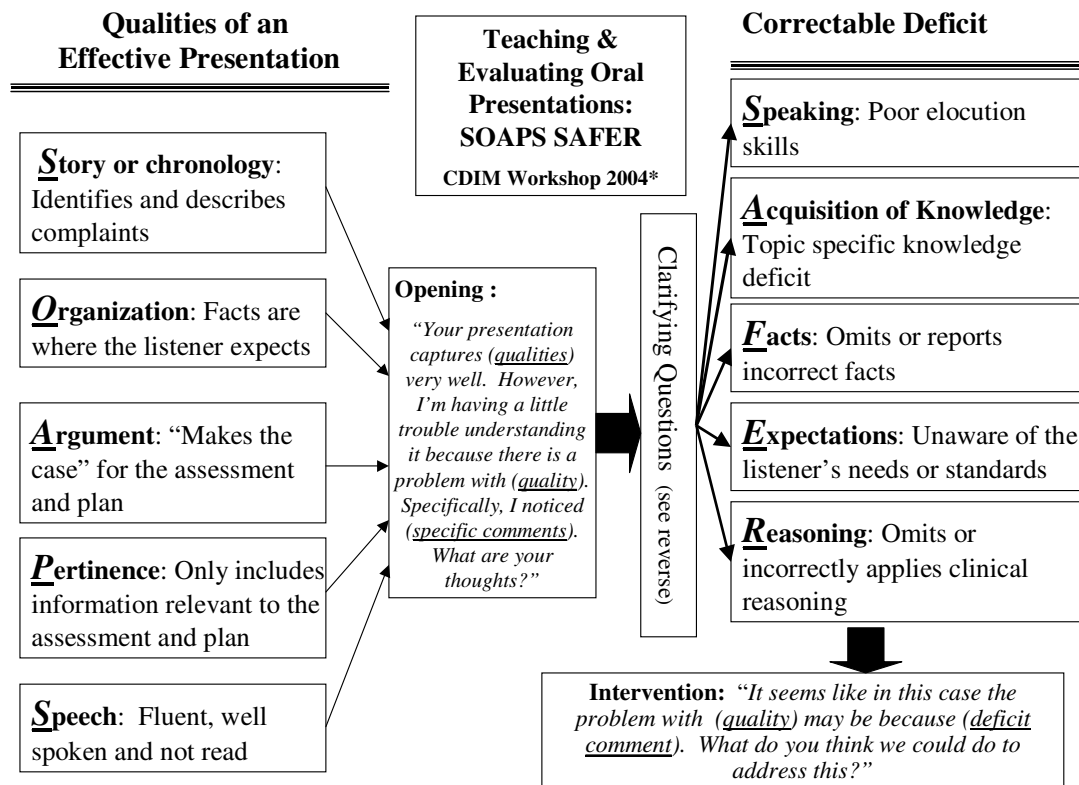 Qualities of an
Effective Presentation
Story or chronology:
Identifies and describes
complaints
Organization: Facts are
where the listener expects
Argument: “Makes the
case” for the assessment
and plan
Pertinence: Only includes
information relevant to the
assessment and plan
Speech: Fluent, well
spoken and not read
Teaching &
Evaluating Oral
Presentations:
SOAPS SAFER
CDIM Workshop 2004*
Opening :
“Your presentation
captures (qualities)
very well. However,
I’m having a little
trouble understanding
it because there is a
problem with (quality).
Specifically, I noticed
(specific comments).
What are your
thoughts?”
Clarifying Questions (see reverse)
Correctable Deficit
Speaking: Poor elocution
skills
Acquisition of Knowledge:
Topic specific knowledge
deficit
Facts: Omits or reports
incorrect facts
Expectations: Unaware of the
listener’s needs or standards
Reasoning: Omits or
incorrectly applies clinical
reasoning
Intervention: “It seems like in this case the
problem with (quality) may be because (deficit
comment). What do you think we could do to
address this?”